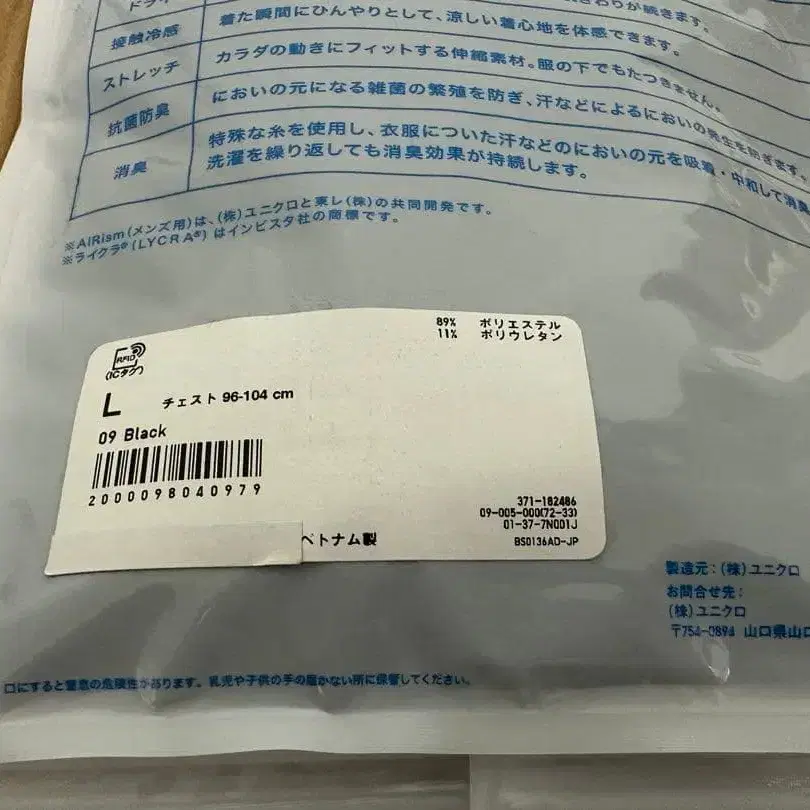 ドライ
きわりが続きます。
接触冷感 着た瞬間にひんやりとして、涼しい着心地を体感できます。
ストレッチ カラダの動きにフィットする伸縮素材。服の下でもたつきません。
抗菌防臭 においの元になる雑菌の繁殖を防ぎ、汗などによるにおいの発生を防ぎます。
消臭 特殊な糸を使用し、衣服についた汗などのにおいの元を吸着・中和して消臭
洗濯を繰り返しても消臭効果が持続します。
※AIRism(メンズ用)は、(株)ユニクロと東レ(株)の共同開発です。
※ライクラ®(LYCRA®)はインビスタ社の商標です。
89% ポリエステル
11% ポリウレタン
RFID
(ICタグ)
L チェスト 96-104 cm
09 Black
2000098040979
371-182486
09-005-000(72-33)
01-37-7N001J
ベトナム製 BS0136AD-JP
製造元:(株)ユニクロ
お問合せ先:
(株)ユニクロ
〒754-0894 山口県山口
口にすると窒息の危険性があります。乳児や子供の手の届かない所に保管してください。